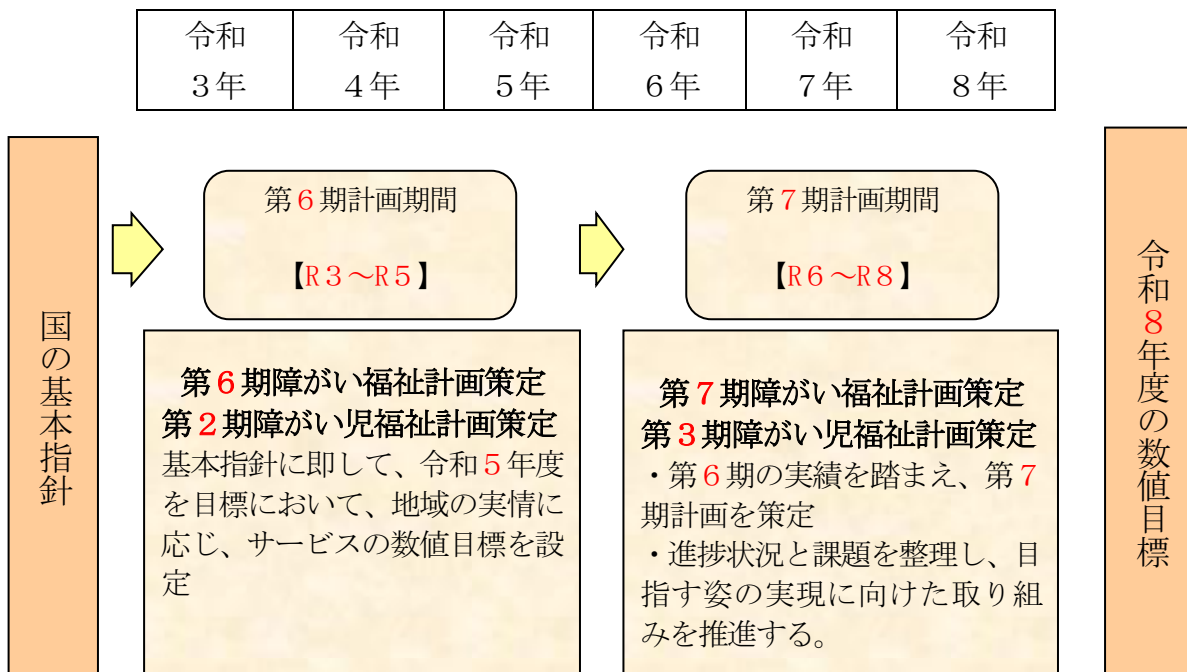 令和 令和 令和 令和 令和 令和
３年 ４年 ５年 ６年 ７年 ８年
国の基本指針
第６期計画期間
【R３～R５】
第６期障がい福祉計画策定
第２期障がい児福祉計画策定
基本指針に即して、令和５年度
を目標において、地域の実情に
応じ、サービスの数値目標を設
定
第７期計画期間
【R６～R８】
第７期障がい福祉計画策定
第３期障がい児福祉計画策定
・第６期の実績を踏まえ、第７
期計画を策定
・進捗状況と課題を整理し、目
指す姿の実現に向けた取り組
みを推進する。
令和８年度の数値目標